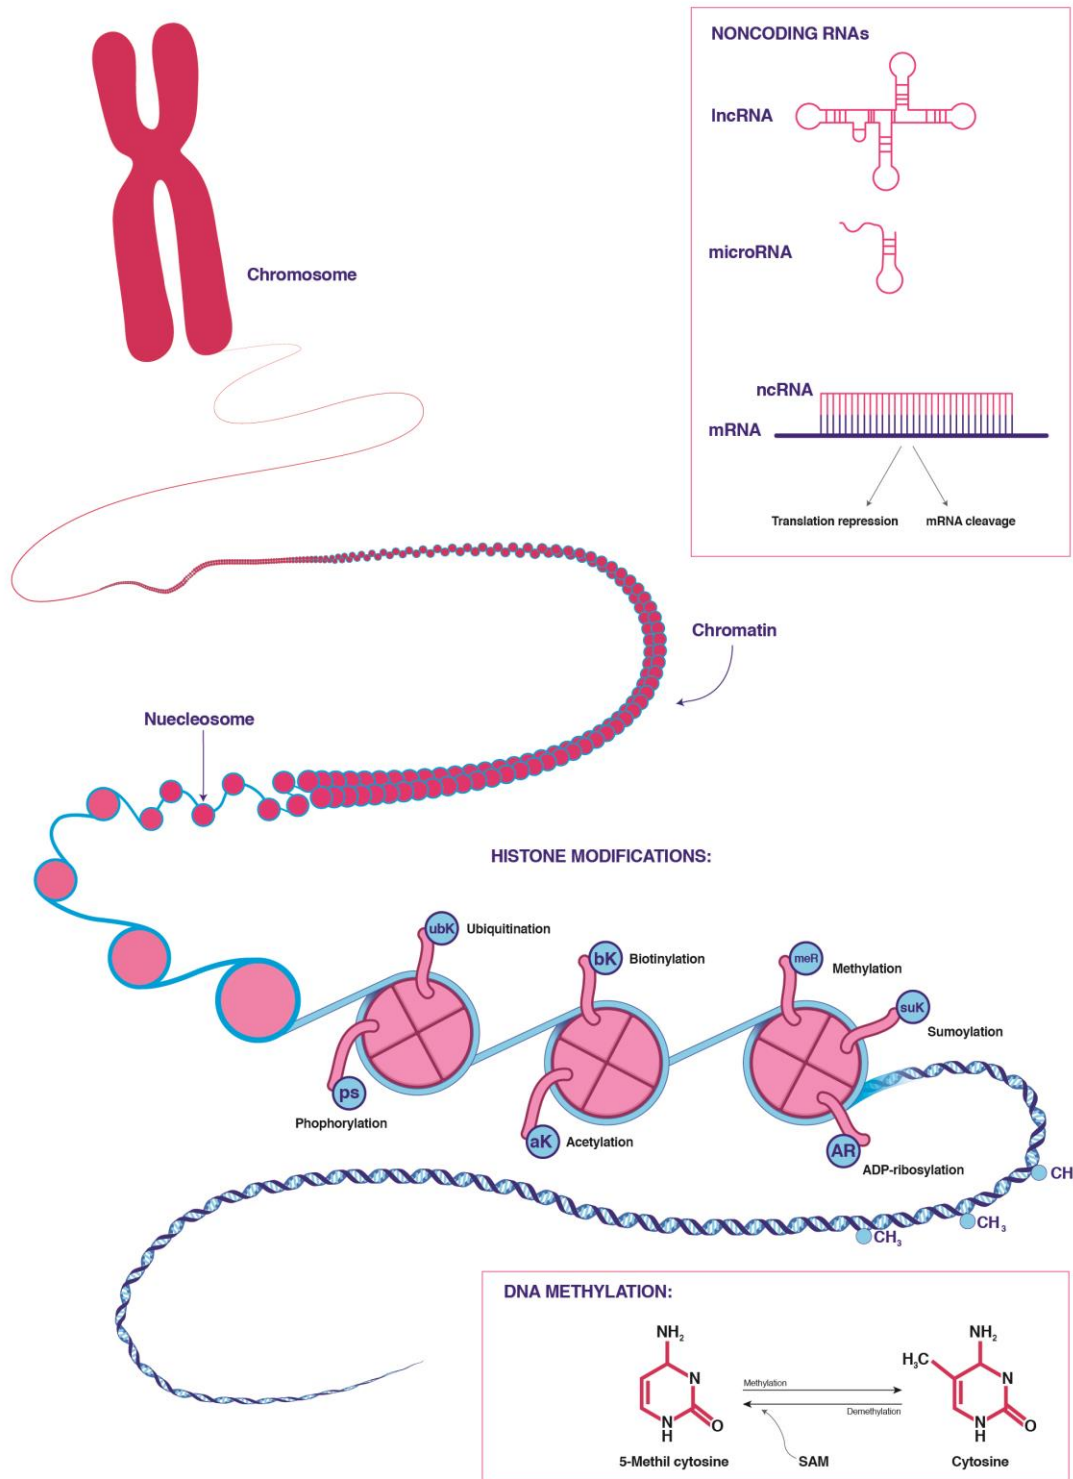 NONCODING RNAs
lncRNA
microRNA
ncRNA
mRNA
Translation repression
mRNA cleavage
Chromosome
Chromatin
Nuecleosome
HISTONE MODIFICATIONS:
ubK Ubiquitination
bK Biotinylation
meR Methylation
suK Sumoylation
ps Phophorylation
aK Acetylation
AR ADP-ribosylation
CH
CH₃
CH₃
DNA METHYLATION:
NH₂
N
N
H
O
5-Methil cytosine
Methylation
Demethylation
SAM
NH₂
H₃C
N
N
H
O
Cytosine